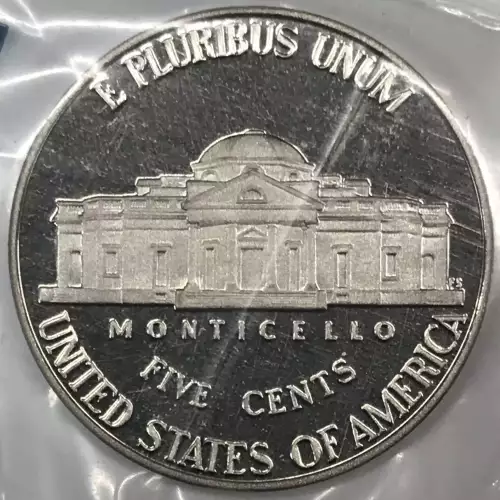 E PLURIBUS UNUM
FS
MONTICELLO
FIVE CENTS
UNITED STATES OF AMERICA